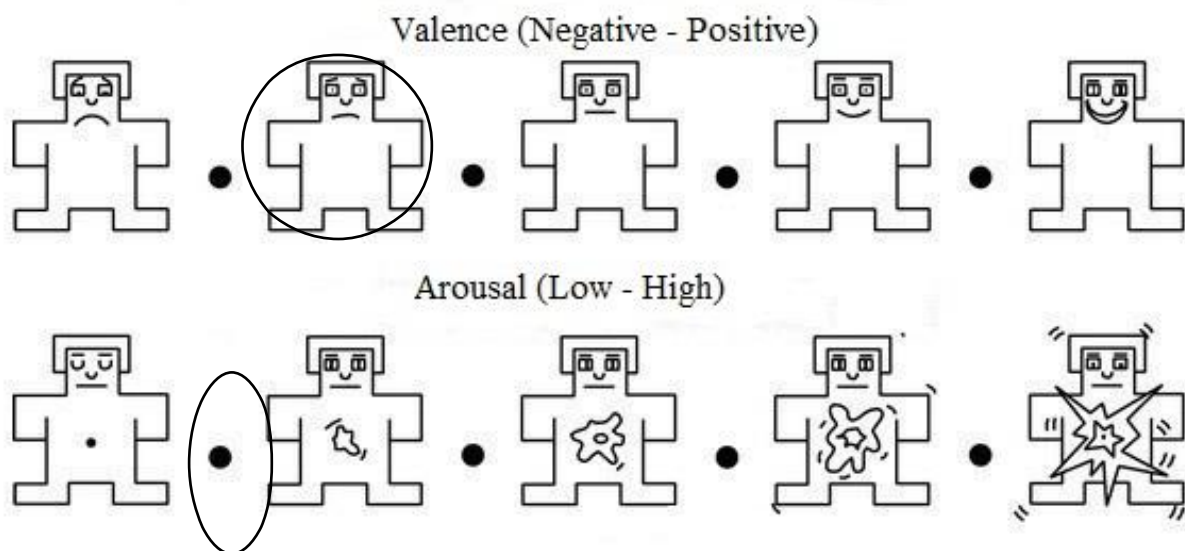 Valence (Negative - Positive)
Arousal (Low - High)